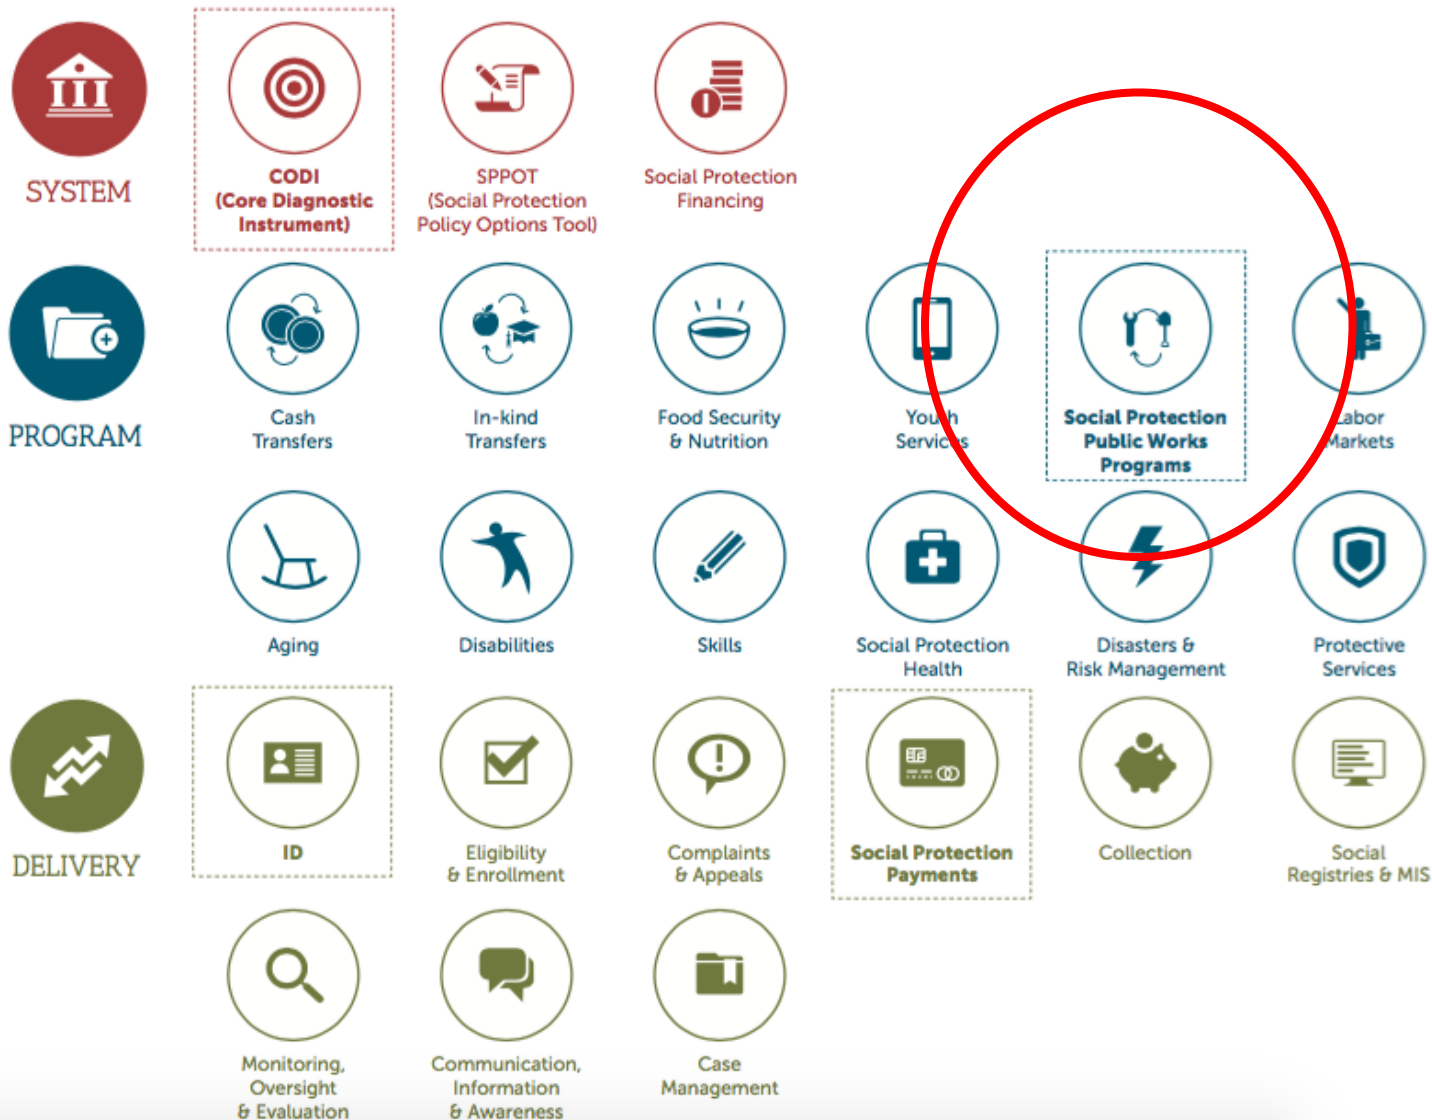 SYSTEM
CODI
(Core Diagnostic
Instrument)
SPPOT
(Social Protection
Policy Options Tool)
Social Protection
Financing
PROGRAM
Cash
Transfers
In-kind
Transfers
Food Security
& Nutrition
Youth
Services
Social Protection
Public Works
Programs
Labor
Markets
Aging
Disabilities
Skills
Social Protection
Health
Disasters &
Risk Management
Protective
Services
DELIVERY
ID
Eligibility
& Enrollment
Complaints
& Appeals
Social Protection
Payments
Collection
Social
Registries & MIS
Monitoring,
Oversight
& Evaluation
Communication,
Information
& Awareness
Case
Management